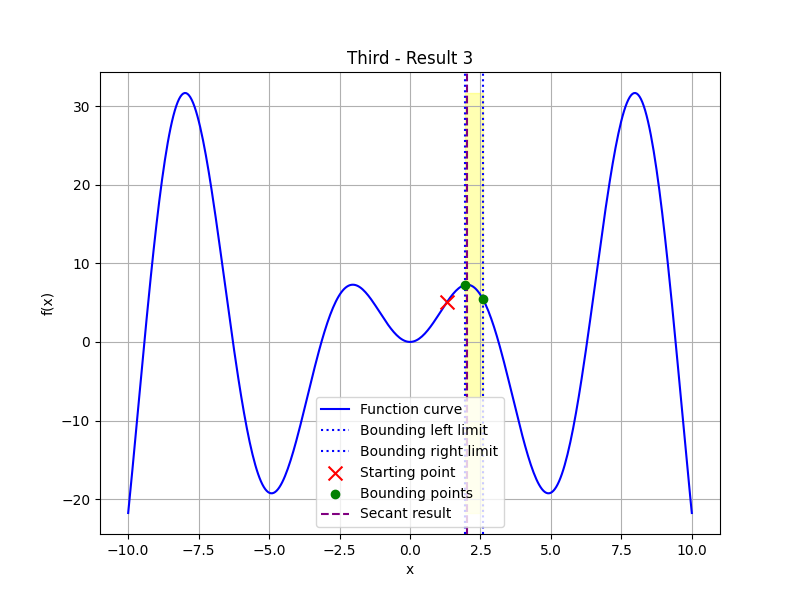 Third - Result 3
f(x)
30
20
10
0
−10
−20
Function curve
Bounding left limit
Bounding right limit
Starting point
Bounding points
Secant result
−10.0 −7.5 −5.0 −2.5 0.0 2.5 5.0 7.5 10.0
x